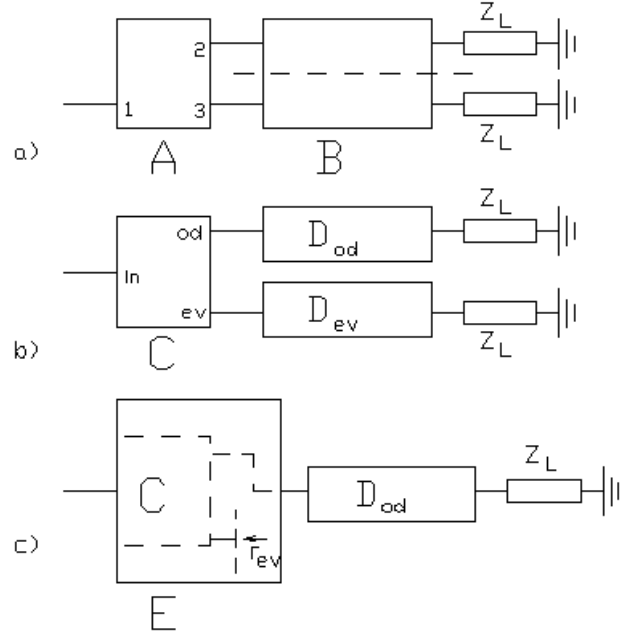 Z_L
2
1 3
a) A B
Z_L
Z_L
od D_od
In
ev D_ev
b) C
Z_L
Z_L
C D_od
c) Γ_ev
E